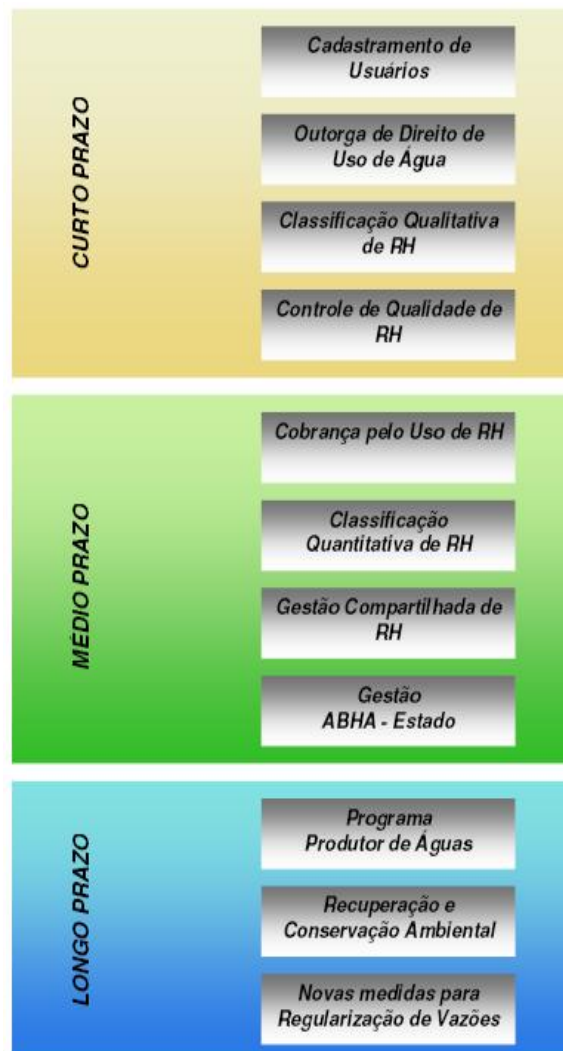 CURTO PRAZO
Cadastramento de
Usuários
Outorga de Direito de
Uso de Água
Classificação Qualitativa
de RH
Controle de Qualidade de
RH
MÉDIO PRAZO
Cobrança pelo Uso de RH
Classificação
Quantitativa de RH
Gestão Compartilhada de
RH
Gestão
ABHA - Estado
LONGO PRAZO
Programa
Produtor de Águas
Recuperação e
Conservação Ambiental
Novas medidas para
Regularização de Vazões